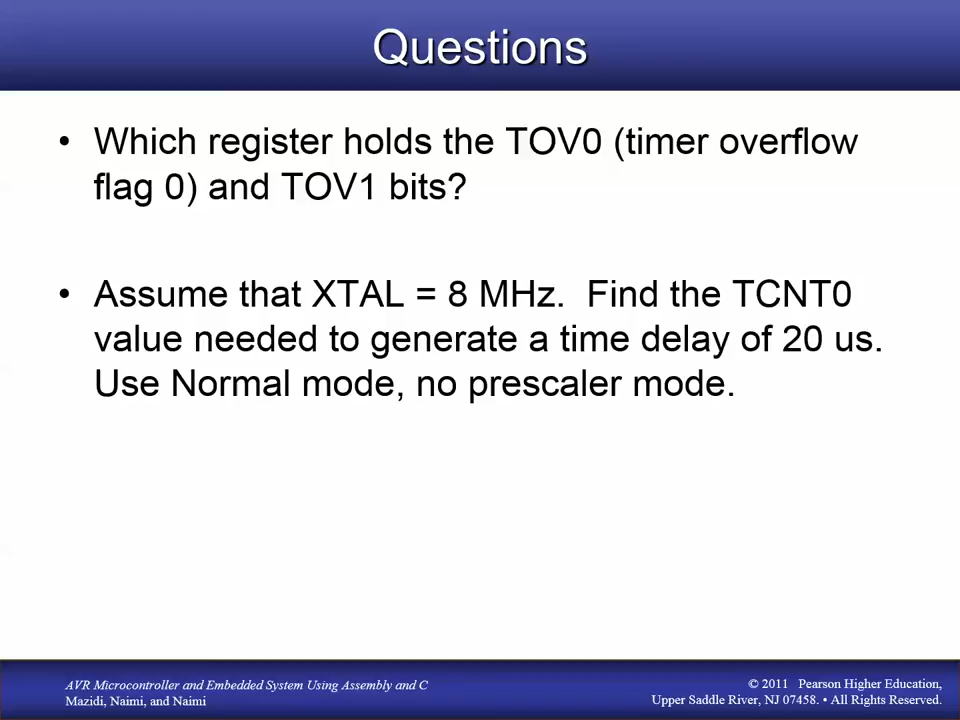 Questions
• Which register holds the TOV0 (timer overflow
flag 0) and TOV1 bits?
• Assume that XTAL = 8 MHz.  Find the TCNT0
value needed to generate a time delay of 20 us.
Use Normal mode, no prescaler mode.
AVR Microcontroller and Embedded System Using Assembly and C
Mazidi, Naimi, and Naimi
© 2011   Pearson Higher Education,
Upper Saddle River, NJ 07458. • All Rights Reserved.